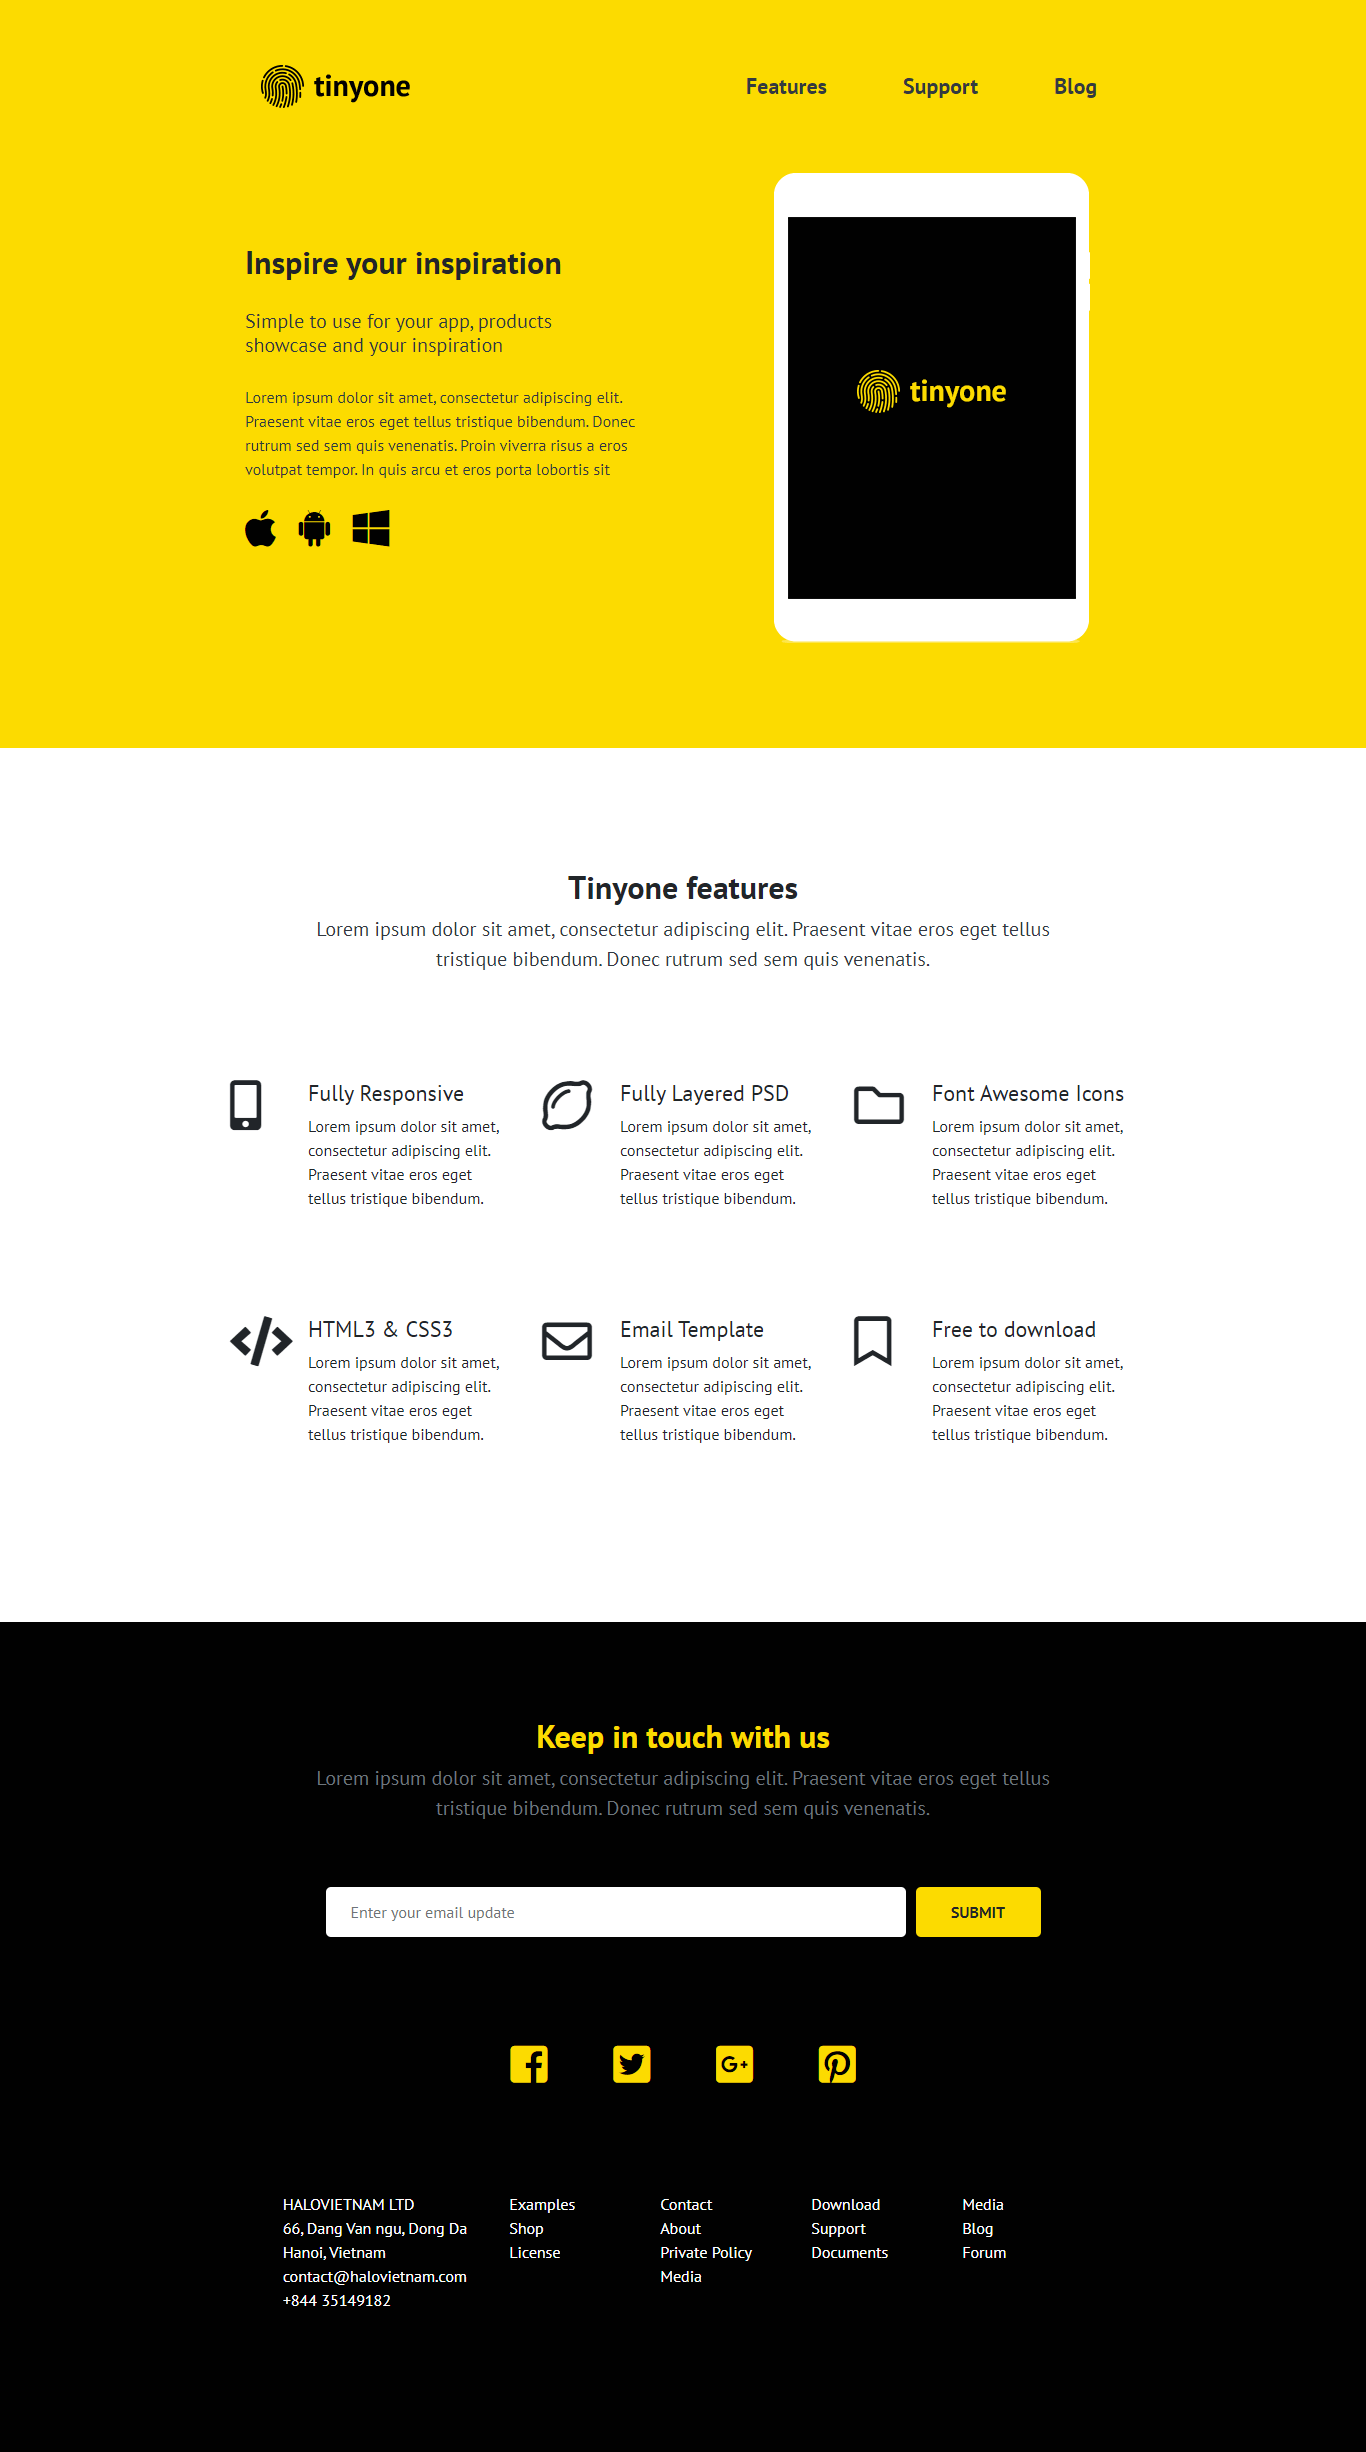 tinyone
Features
Support
Blog
Inspire your inspiration
Simple to use for your app, products
showcase and your inspiration
Lorem ipsum dolor sit amet, consectetur adipiscing elit.
Praesent vitae eros eget tellus tristique bibendum. Donec
rutrum sed sem quis venenatis. Proin viverra risus a eros
volutpat tempor. In quis arcu et eros porta lobortis sit
tinyone
Tinyone features
Lorem ipsum dolor sit amet, consectetur adipiscing elit. Praesent vitae eros eget tellus
tristique bibendum. Donec rutrum sed sem quis venenatis.
Fully Responsive
Lorem ipsum dolor sit amet,
consectetur adipiscing elit.
Praesent vitae eros eget
tellus tristique bibendum.
Fully Layered PSD
Lorem ipsum dolor sit amet,
consectetur adipiscing elit.
Praesent vitae eros eget
tellus tristique bibendum.
Font Awesome Icons
Lorem ipsum dolor sit amet,
consectetur adipiscing elit.
Praesent vitae eros eget
tellus tristique bibendum.
HTML3 & CSS3
Lorem ipsum dolor sit amet,
consectetur adipiscing elit.
Praesent vitae eros eget
tellus tristique bibendum.
Email Template
Lorem ipsum dolor sit amet,
consectetur adipiscing elit.
Praesent vitae eros eget
tellus tristique bibendum.
Free to download
Lorem ipsum dolor sit amet,
consectetur adipiscing elit.
Praesent vitae eros eget
tellus tristique bibendum.
Keep in touch with us
Lorem ipsum dolor sit amet, consectetur adipiscing elit. Praesent vitae eros eget tellus
tristique bibendum. Donec rutrum sed sem quis venenatis.
Enter your email update
SUBMIT
HALOVIETNAM LTD
66, Dang Van ngu, Dong Da
Hanoi, Vietnam
contact@halovietnam.com
+844 35149182
Examples
Shop
License
Contact
About
Private Policy
Media
Download
Support
Documents
Media
Blog
Forum